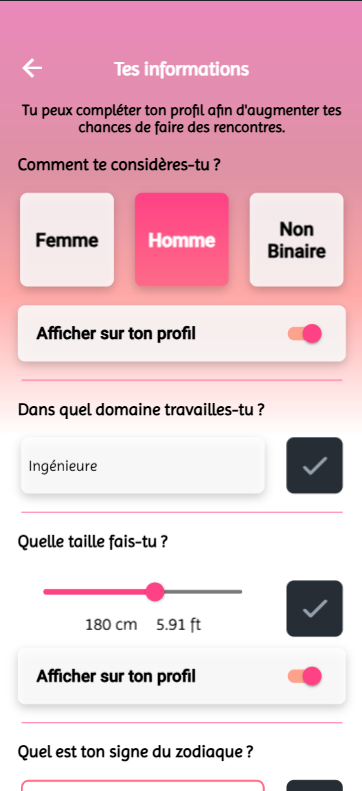 Tes informations
Tu peux compléter ton profil afin d'augmenter tes
chances de faire des rencontres.
Comment te considères-tu ?
Femme
Homme
Non
Binaire
Afficher sur ton profil
Dans quel domaine travailles-tu ?
Ingénieure
Quelle taille fais-tu ?
180 cm 5.91 ft
Afficher sur ton profil
Quel est ton signe du zodiaque ?